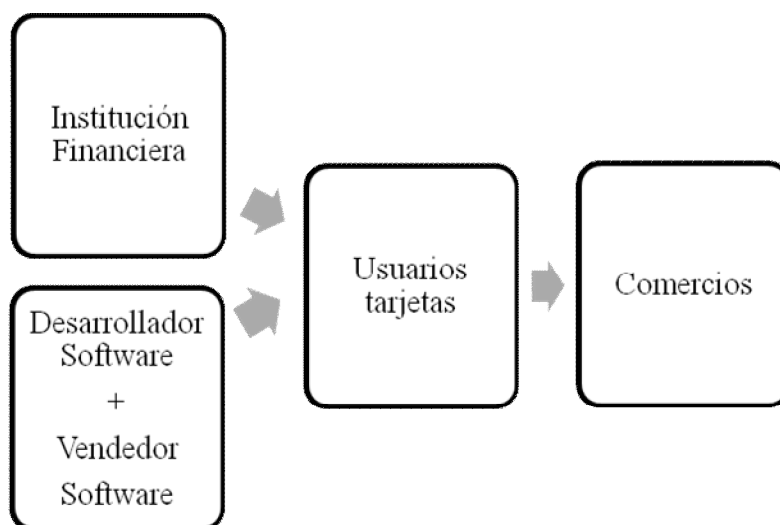 Institución
Financiera
Desarrollador
Software
+
Vendedor
Software
Usuarios
tarjetas
Comercios